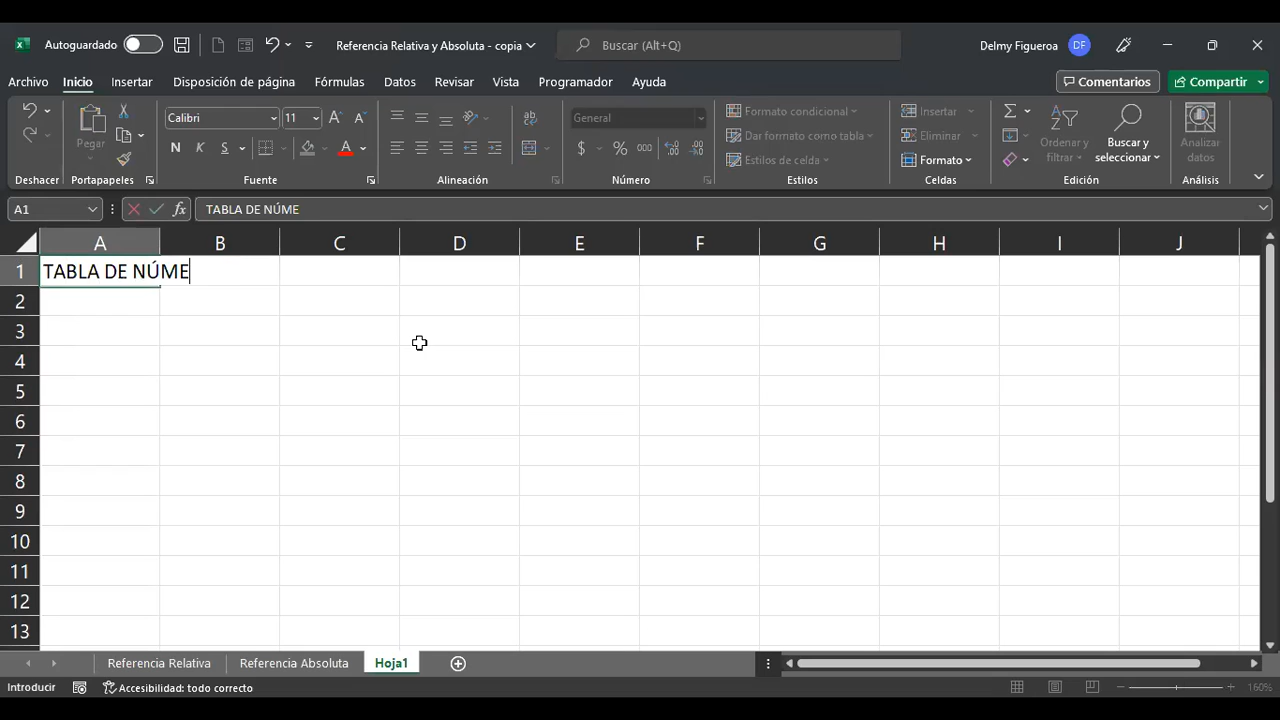 Autoguardado
Referencia Relativa y Absoluta - copia
Buscar (Alt+Q)
Delmy Figueroa
DF
Archivo
Inicio
Insertar
Disposición de página
Fórmulas
Datos
Revisar
Vista
Programador
Ayuda
Comentarios
Compartir
Pegar
Calibri
11
N K S
General
$ % 000
Formato condicional
Dar formato como tabla
Estilos de celda
Insertar
Eliminar
Formato
Ordenar y filtrar
Buscar y seleccionar
Analizar datos
Deshacer
Portapapeles
Fuente
Alineación
Número
Estilos
Celdas
Edición
Análisis
A1
fx
TABLA DE NÚME
A B C D E F G H I J
1 TABLA DE NÚME
2
3
4
5
6
7
8
9
10
11
12
13
Referencia Relativa
Referencia Absoluta
Hoja1
Introducir
Accesibilidad: todo correcto
160%